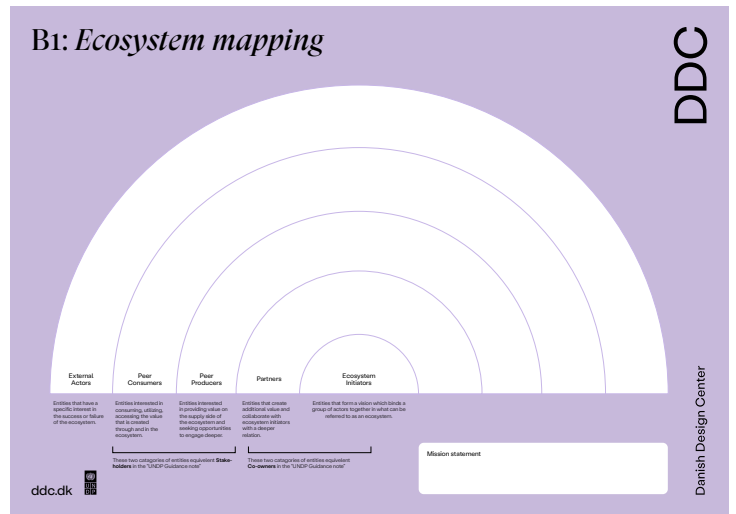 B1: Ecosystem mapping
DDC
External
Actors
Peer
Consumers
Peer
Producers
Partners
Ecosystem
Initiators
Entities that have a
specific interest in
the success or failure
of the ecosystem.
Entities interested in
consuming, utilizing,
accessing the value
that is created
through and in the
ecosystem.
Entities interested
in providing value on
the supply side of
the ecosystem and
seeking opportunities
to engage deeper.
Entities that create
additional value and
collaborate with
ecosystem initiators
with a deeper
relation.
Entities that form a vision which binds a
group of actors together in what can be
referred to as an ecosystem.
These two catagories of entities equivelent Stake-
holders in the "UNDP Guidance note"
These two catagories of entities equivelent
Co-owners in the "UNDP Guidance note"
Mission statement
ddc.dk
UN
DP
Danish Design Center